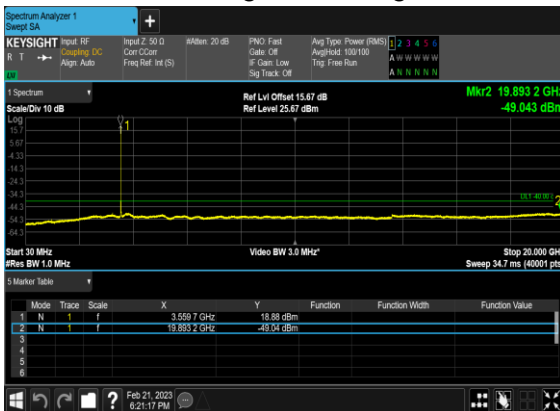 Spectrum Analyzer 1
Swept SA
KEYSIGHT
R T
LV
Input: RF
Coupling: DC
Align: Auto
Input Z: 50 Ω
Corr CCorr
Freq Ref: Int (S)
#Atten: 20 dB
PNO: Fast
Gate: Off
IF Gain: Low
Sig Track: Off
Avg Type: Power (RMS)
Avg|Hold: 100/100
Trig: Free Run
1 2 3 4 5 6
A W W W W W
A N N N N N
1 Spectrum
Scale/Div 10 dB
Ref Lvl Offset 15.67 dB
Ref Level 25.67 dBm
Mkr2 19.893 2 GHz
-49.043 dBm
Log
15.7
5.67
-4.33
-14.3
-24.3
-34.3
-44.3
-54.3
-64.3
1
2
Start 30 MHz
#Res BW 1.0 MHz
Video BW 3.0 MHz*
Stop 20.000 GH
Sweep 34.7 ms (40001 pts
5 Marker Table
Mode Trace Scale X Y Function Function Width Function Value
1 N 1 f 3.559 7 GHz 18.88 dBm
2 N 1 f 19.893 2 GHz -49.04 dBm
3
4
5
6
?
Feb 21, 2023
6:21:17 PM